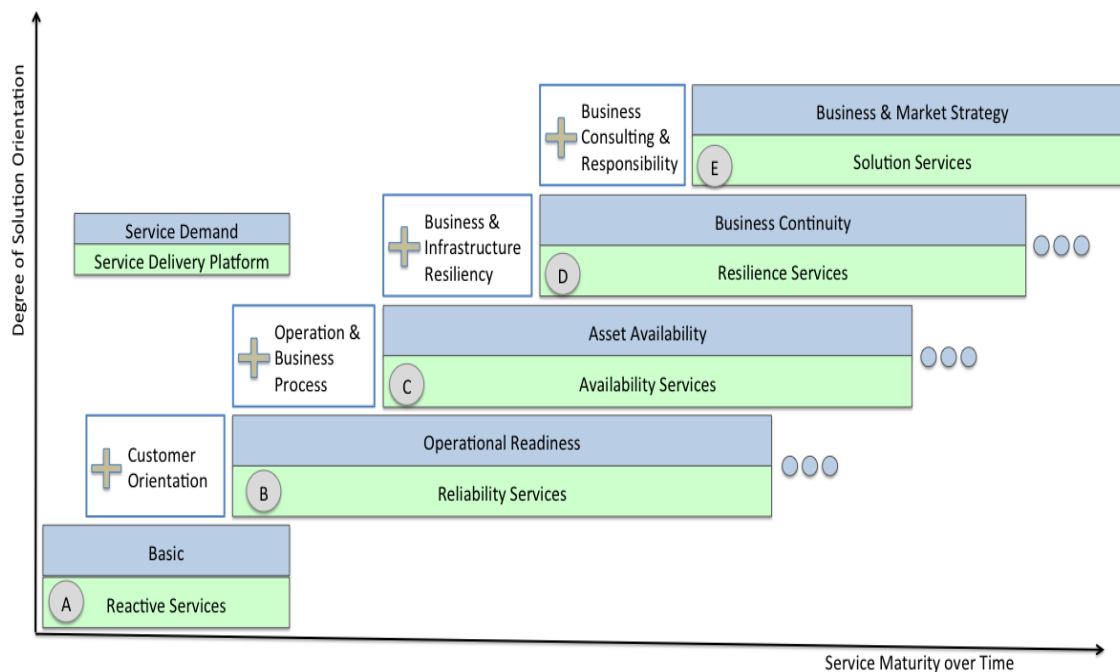 Degree of Solution Orientation
Business
Consulting &
Responsibility
Business & Market Strategy
E
Solution Services
Service Demand
Service Delivery Platform
Business &
Infrastructure
Resiliency
Business Continuity
D
Resilience Services
Operation &
Business
Process
Asset Availability
C
Availability Services
Customer
Orientation
Operational Readiness
B
Reliability Services
Basic
A
Reactive Services
Service Maturity over Time